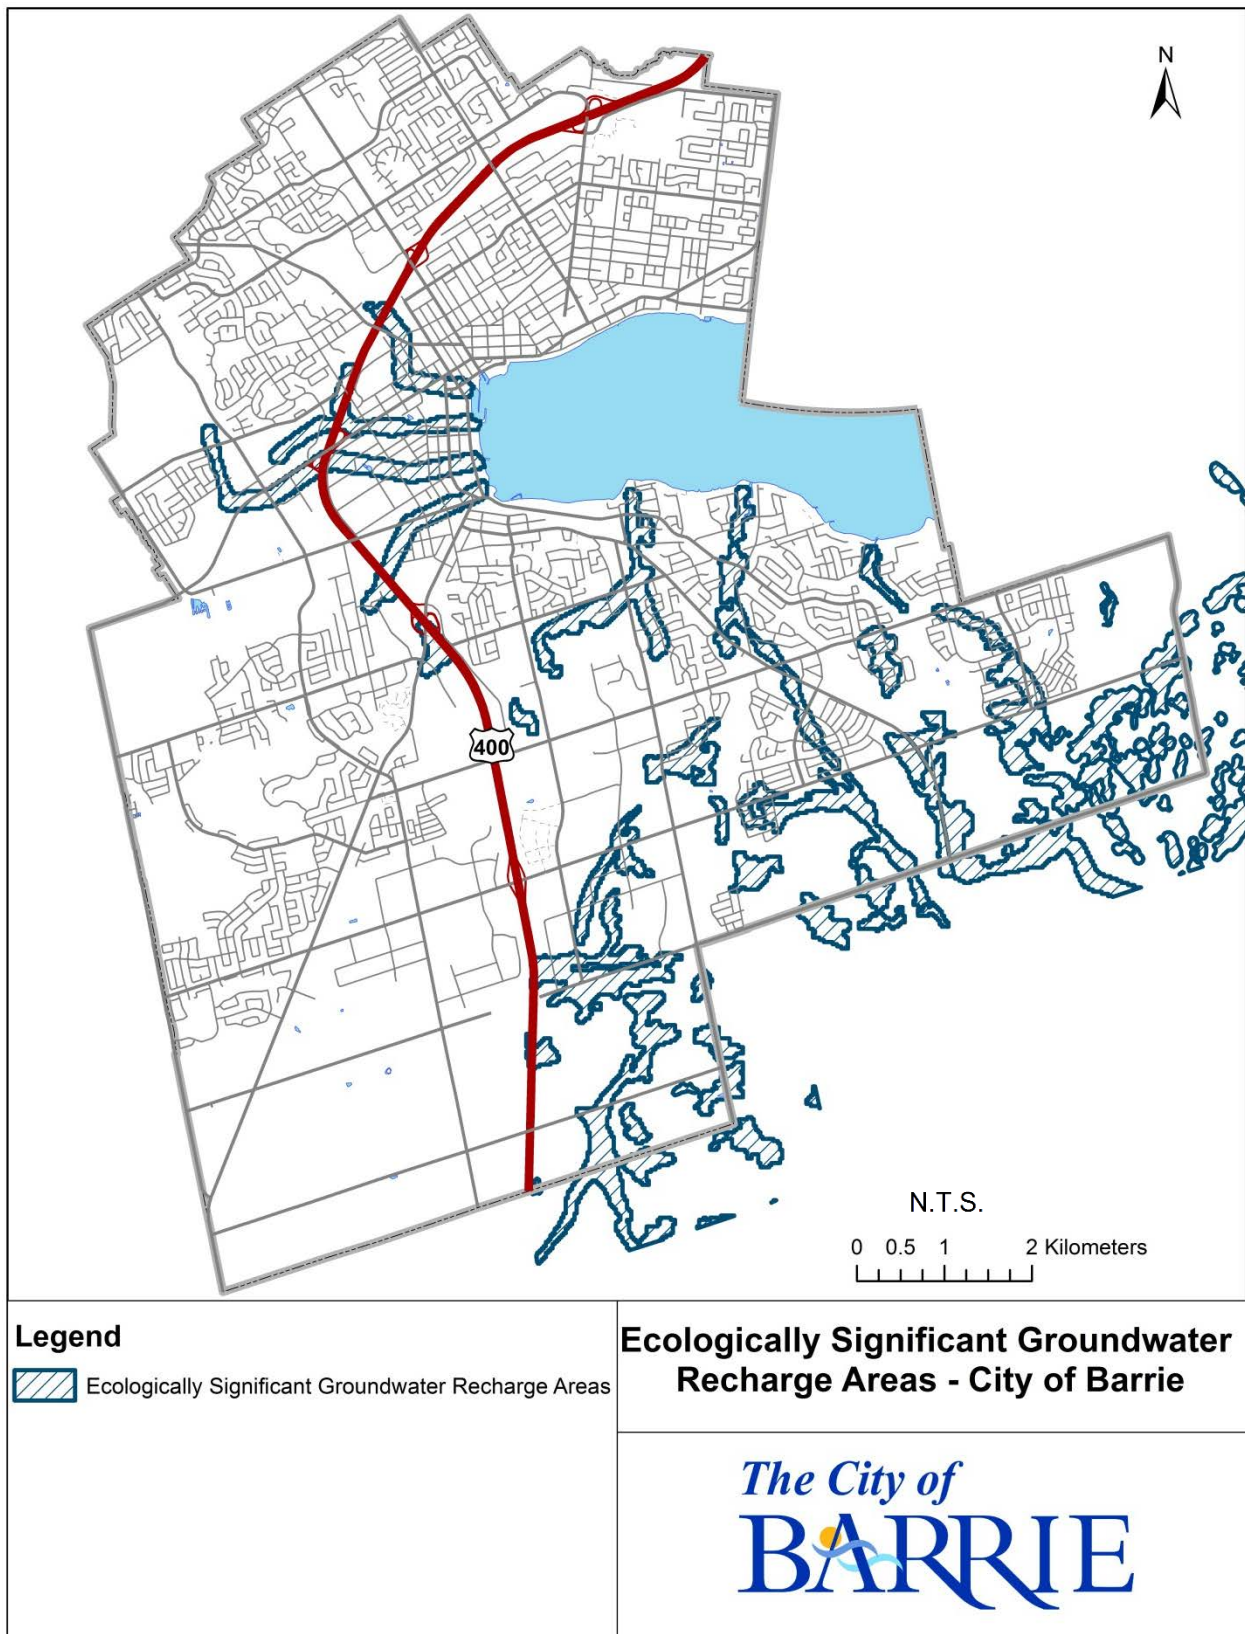 N
400
N.T.S.
0 0.5 1 2 Kilometers
Legend
Ecologically Significant Groundwater Recharge Areas
Ecologically Significant Groundwater
Recharge Areas - City of Barrie
The City of
BARRIE